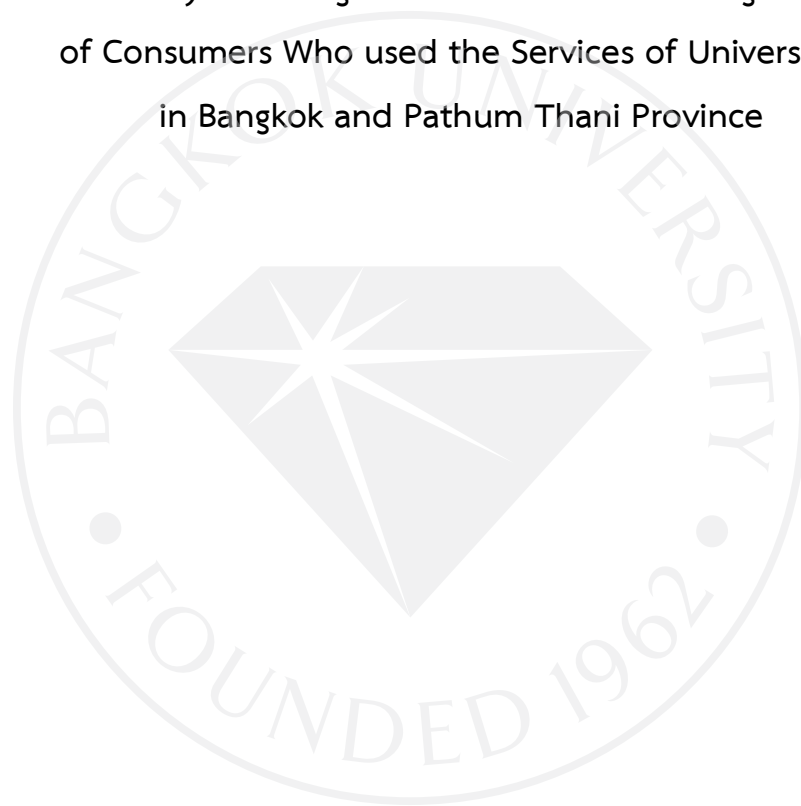 of Consumers Who used the Services of Univers
in Bangkok and Pathum Thani Province
BANGKOK UNIVERSITY
• FOUNDED 1962 •